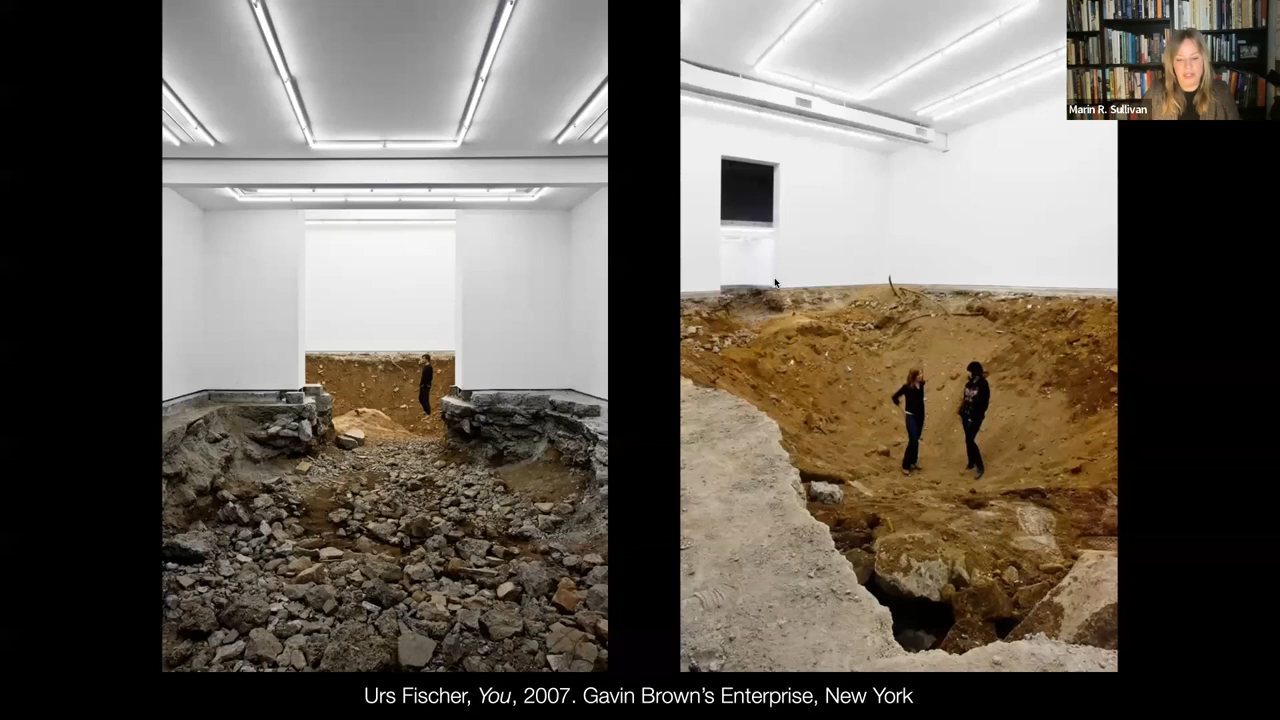 Marin R. Sullivan
Urs Fischer, You, 2007. Gavin Brown's Enterprise, New York